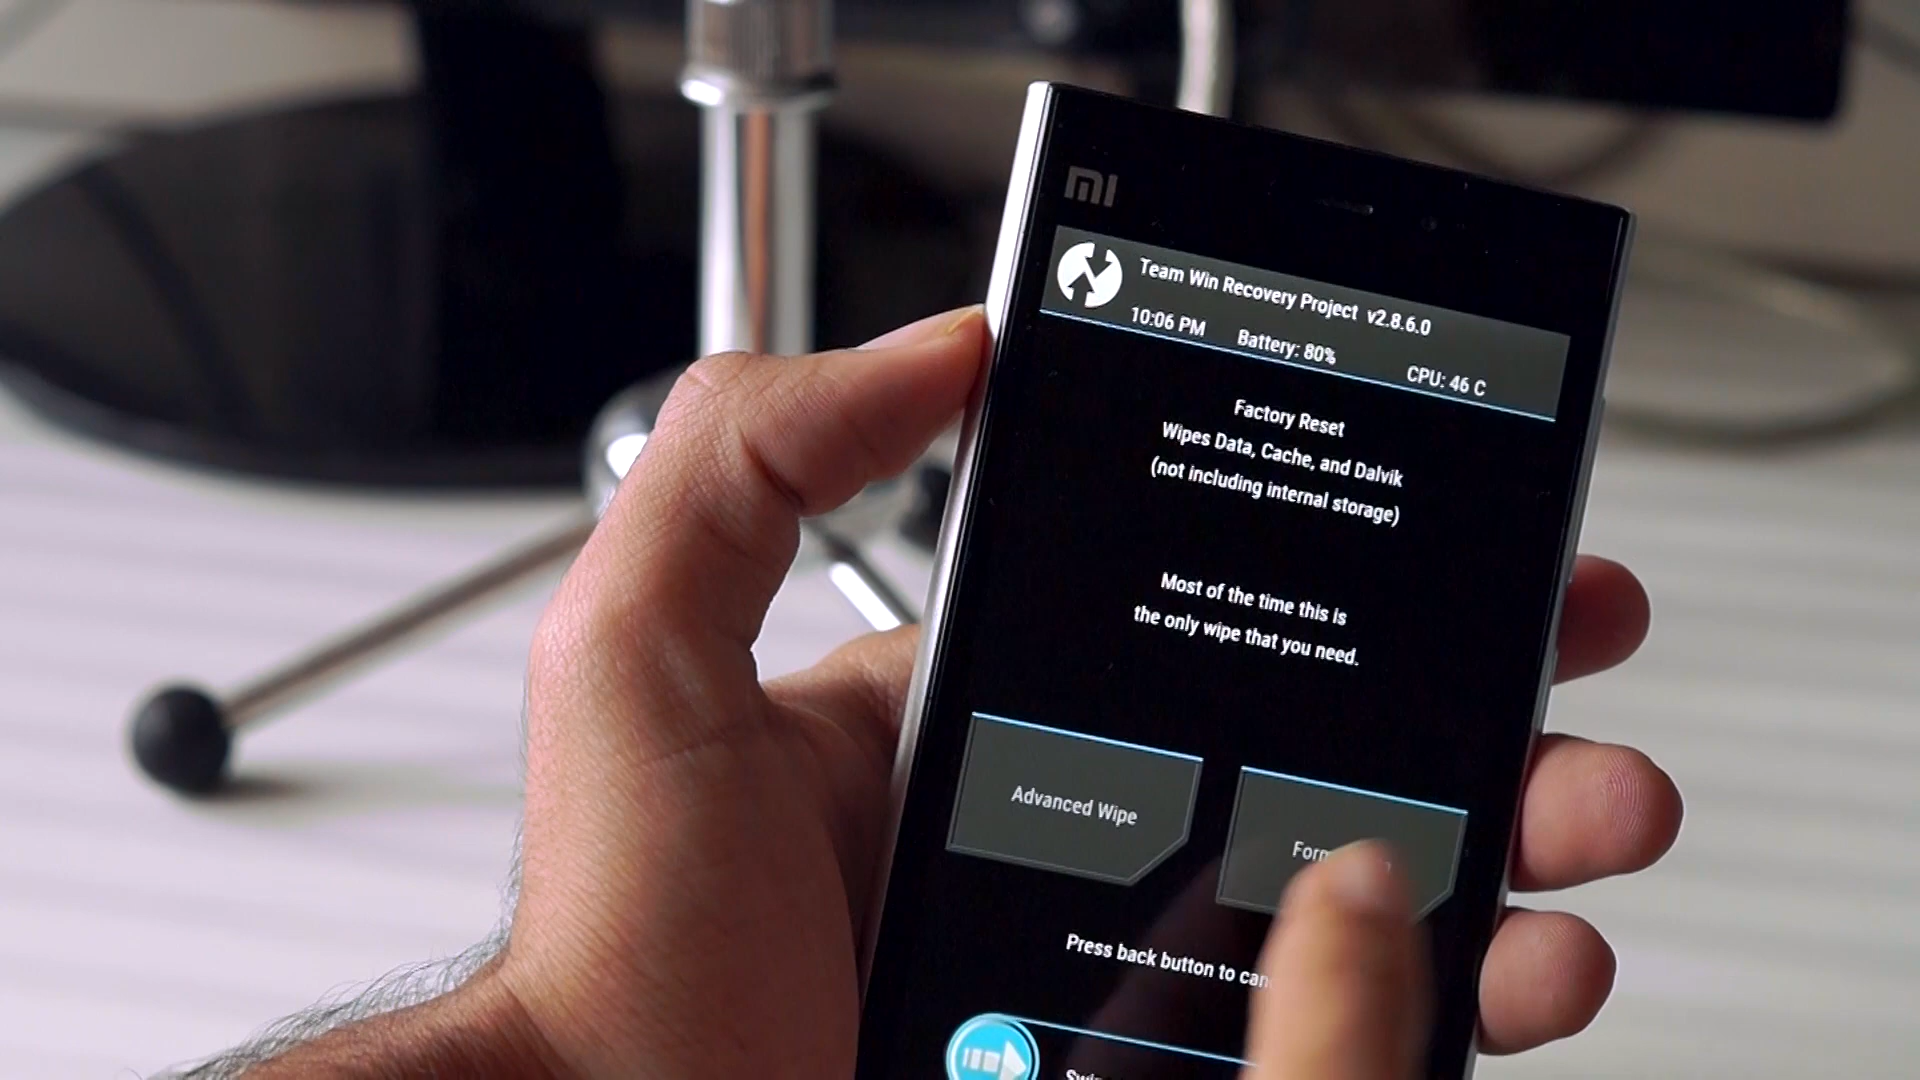 mi
Team Win Recovery Project v2.8.6.0
10:06 PM Battery: 80% CPU: 46 C
Factory Reset
Wipes Data, Cache, and Dalvik
(not including internal storage)
Most of the time this is
the only wipe that you need.
Advanced Wipe
Press back button to